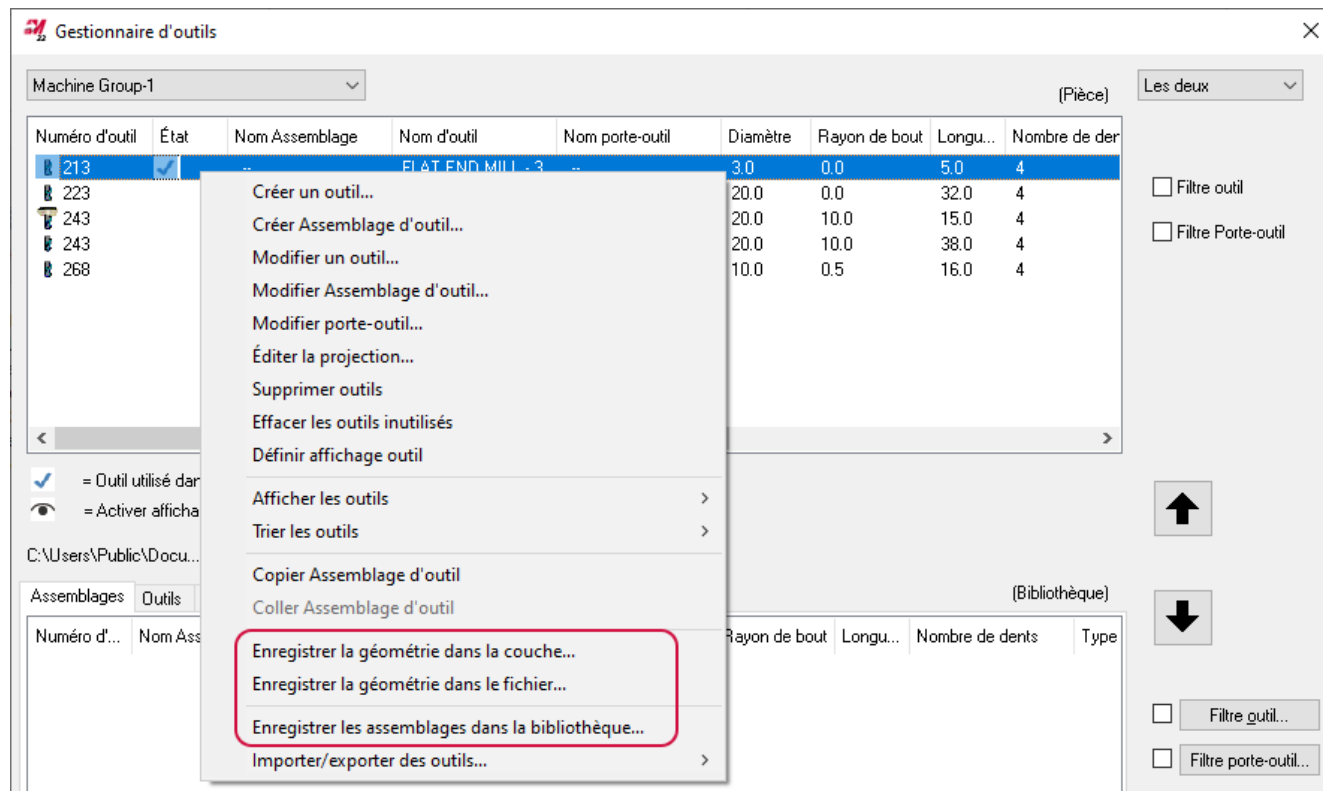 22 Gestionnaire d'outils
Machine Group-1
(Pièce)
Les deux
Numéro d'outil État Nom Assemblage Nom d'outil Nom porte-outil Diamètre Rayon de bout Longu... Nombre de der
213 -- FLAT END MILL - 3 -- 3.0 0.0 5.0 4
223 20.0 0.0 32.0 4
243 20.0 10.0 15.0 4
243 20.0 10.0 38.0 4
268 10.0 0.5 16.0 4
Filtre outil
Filtre Porte-outil
Créer un outil...
Créer Assemblage d'outil...
Modifier un outil...
Modifier Assemblage d'outil...
Modifier porte-outil...
Éditer la projection...
Supprimer outils
Effacer les outils inutilisés
Définir affichage outil
Afficher les outils
Trier les outils
Copier Assemblage d'outil
Coller Assemblage d'outil
Enregistrer la géométrie dans la couche...
Enregistrer la géométrie dans le fichier...
Enregistrer les assemblages dans la bibliothèque...
Importer/exporter des outils...
= Outil utilisé dar
= Activer afficha
C:\Users\Public\Docu...
Assemblages Outils
(Bibliothèque)
Numéro d'... Nom Ass Rayon de bout Longu... Nombre de dents Type
Filtre outil...
Filtre porte-outil...